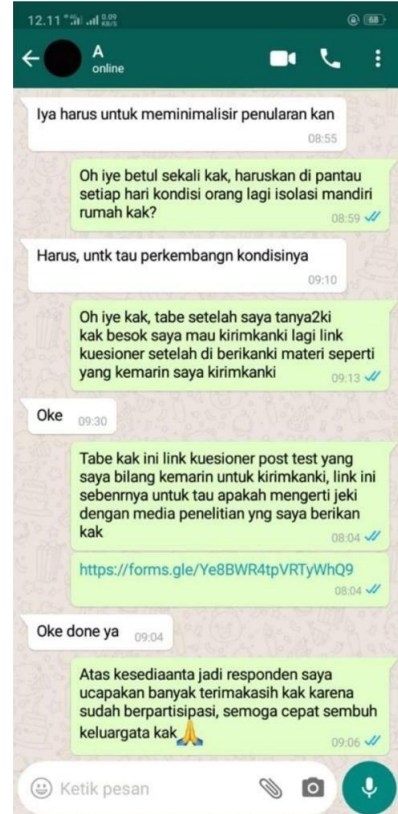 12.11 4G 0.09 KB/S 68
A
online
Iya harus untuk meminimalisir penularan kan
08:55
Oh iye betul sekali kak, haruskan di pantau
setiap hari kondisi orang lagi isolasi mandiri
rumah kak?
08:59
Harus, untk tau perkembangn kondisinya
09:10
Oh iye kak, tabe setelah saya tanya2ki
kak besok saya mau kirimkanki lagi link
kuesioner setelah di berikanki materi seperti
yang kemarin saya kirimkanki
09:13
Oke 09:30
Tabe kak ini link kuesioner post test yang
saya bilang kemarin untuk kirimkanki, link ini
sebenrnya untuk tau apakah mengerti jeki
dengan media penelitian yng saya berikan
kak
08:04
https://forms.gle/Ye8BWR4tpVRTyWhQ9
08:04
Oke done ya 09:04
Atas kesediaanta jadi responden saya
ucapakan banyak terimakasih kak karena
sudah berpartisipasi, semoga cepat sembuh
keluargata kak 🙏
09:06
Ketik pesan